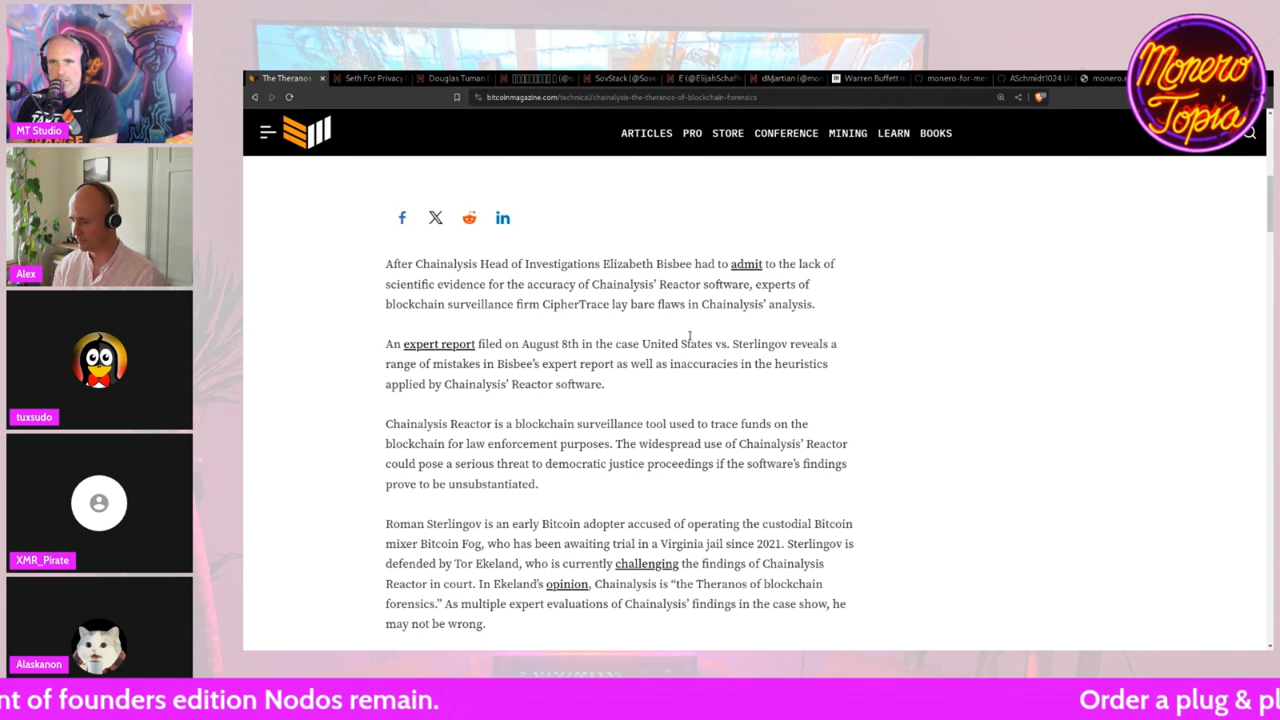 The Theranos
Seth For Privacy
Douglas Tuman (
SovStack (@Sove
E (@ElijahSchaff
dMartian (@mon
Warren Buffett m
monero-for-mer
ASchmidt1024 (A
monero.
bitcoinmagazine.com/technical/chainalysis-the-theranos-of-blockchain-forensics
Monero
Topia
ARTICLES PRO STORE CONFERENCE MINING LEARN BOOKS
MT Studio
Alex
tuxsudo
XMR_Pirate
Alaskanon
After Chainalysis Head of Investigations Elizabeth Bisbee had to admit to the lack of
scientific evidence for the accuracy of Chainalysis' Reactor software, experts of
blockchain surveillance firm CipherTrace lay bare flaws in Chainalysis' analysis.
An expert report filed on August 8th in the case United States vs. Sterlingov reveals a
range of mistakes in Bisbee's expert report as well as inaccuracies in the heuristics
applied by Chainalysis' Reactor software.
Chainalysis Reactor is a blockchain surveillance tool used to trace funds on the
blockchain for law enforcement purposes. The widespread use of Chainalysis' Reactor
could pose a serious threat to democratic justice proceedings if the software's findings
prove to be unsubstantiated.
Roman Sterlingov is an early Bitcoin adopter accused of operating the custodial Bitcoin
mixer Bitcoin Fog, who has been awaiting trial in a Virginia jail since 2021. Sterlingov is
defended by Tor Ekeland, who is currently challenging the findings of Chainalysis
Reactor in court. In Ekeland's opinion, Chainalysis is "the Theranos of blockchain
forensics." As multiple expert evaluations of Chainalysis' findings in the case show, he
may not be wrong.
nt of founders edition Nodos remain.
Order a plug & pl